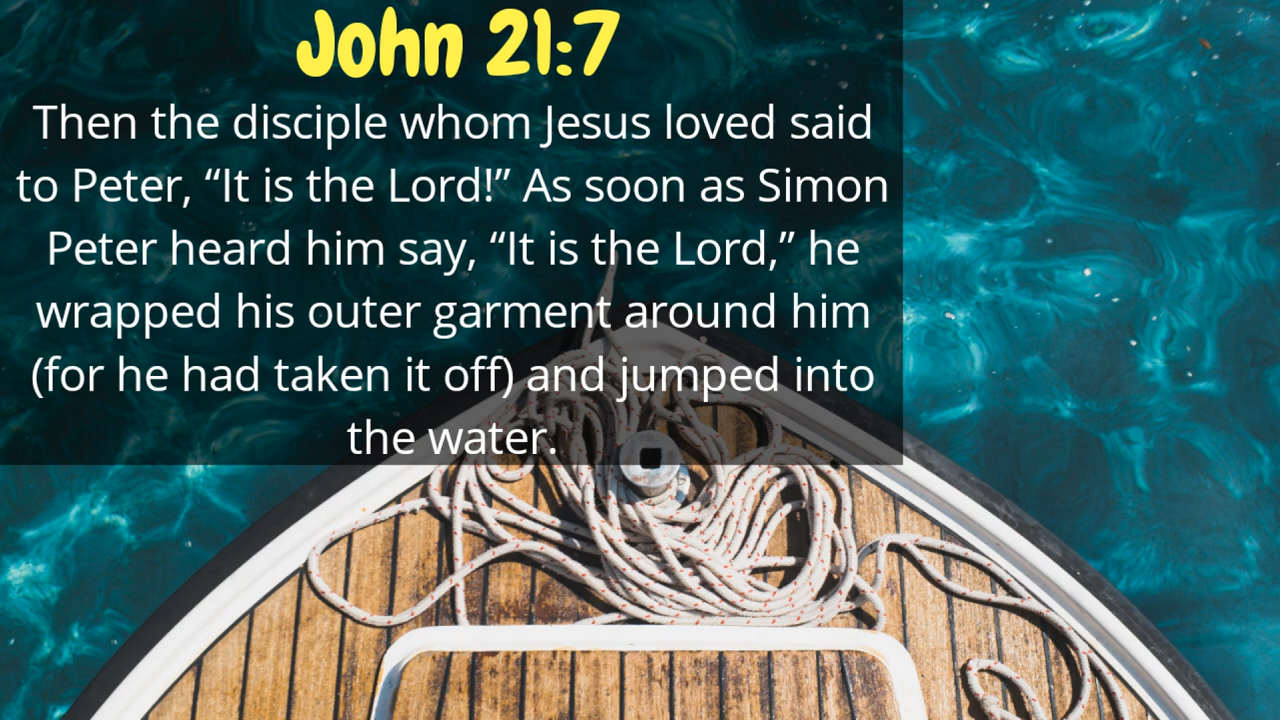 John 21:7
Then the disciple whom Jesus loved said
to Peter, “It is the Lord!” As soon as Simon
Peter heard him say, “It is the Lord,” he
wrapped his outer garment around him
(for he had taken it off) and jumped into
the water.